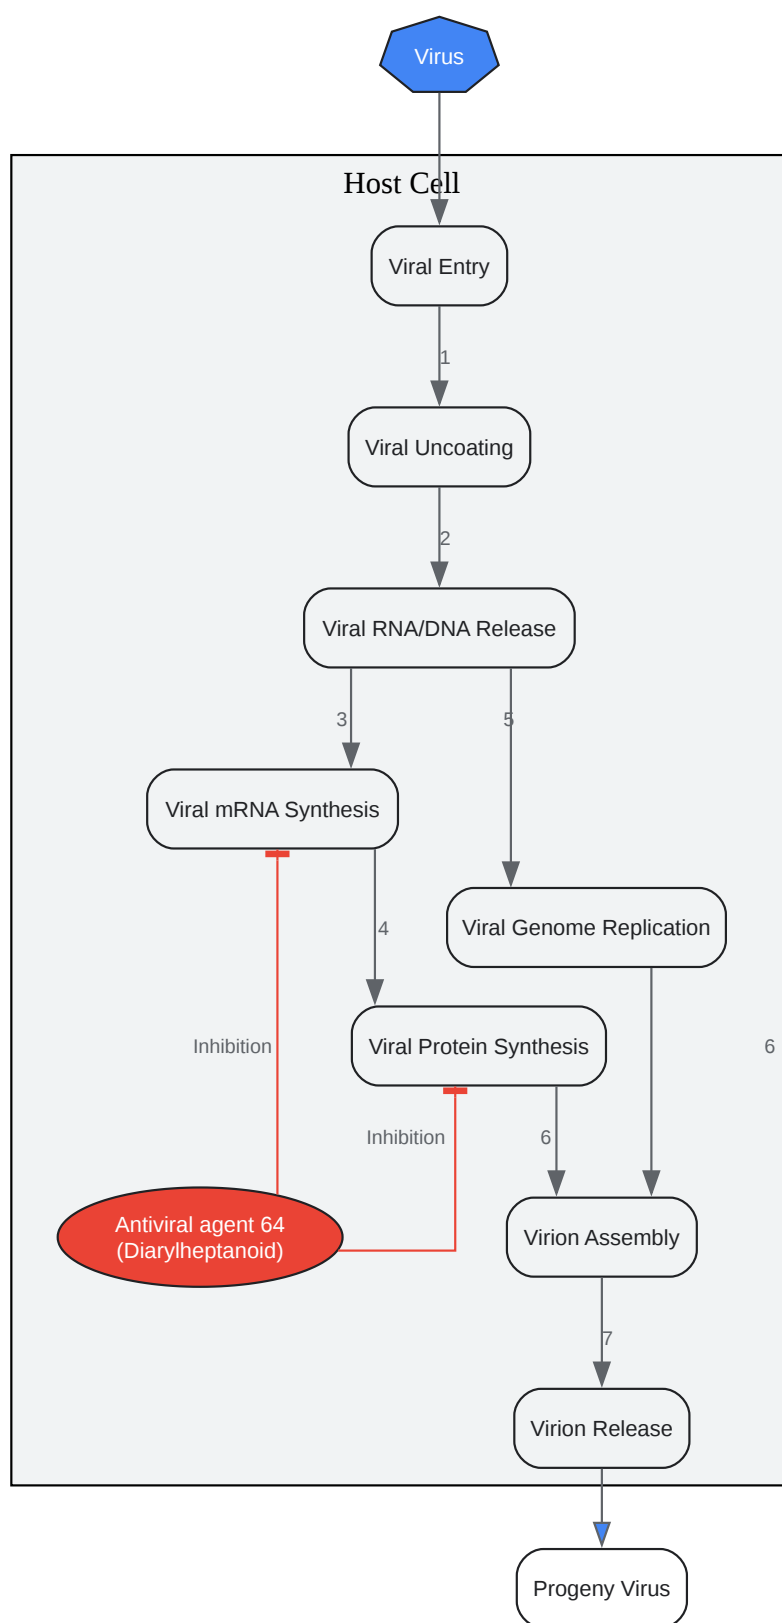 Virus
Host Cell
Viral Entry
1
Viral Uncoating
2
Viral RNA/DNA Release
3
5
Viral mRNA Synthesis
4
Viral Genome Replication
Inhibition
Viral Protein Synthesis
6
Inhibition
6
Antiviral agent 64
(Diarylheptanoid)
Virion Assembly
7
Virion Release
Progeny Virus